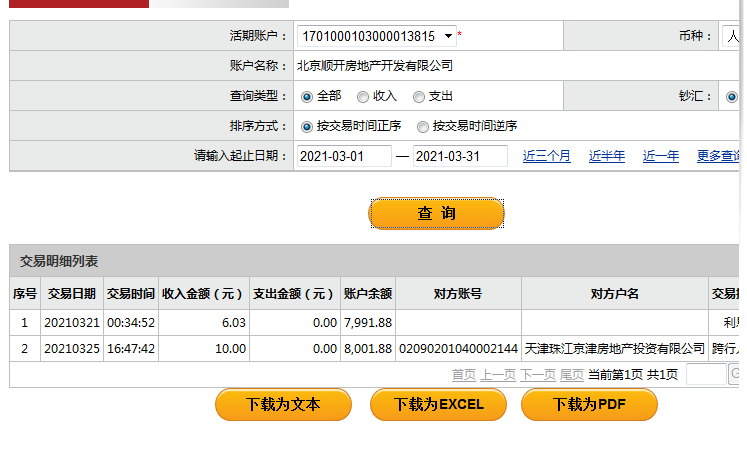 活期账户： 1701000103000013815 * 币种： 人
账户名称： 北京顺开房地产开发有限公司
查询类型： 全部 收入 支出 钞汇：
排序方式： 按交易时间正序 按交易时间逆序
请输入起止日期： 2021-03-01 — 2021-03-31 近三个月 近半年 近一年 更多查询
查 询
交易明细列表
序号 交易日期 交易时间 收入金额（元） 支出金额（元） 账户余额 对方账号 对方户名 交易
1 20210321 00:34:52 6.03 0.00 7,991.88 利
2 20210325 16:47:42 10.00 0.00 8,001.88 02090201040002144 天津珠江京津房地产投资有限公司 跨行
首页 上一页 下一页 尾页 当前第1页 共1页 G
下载为文本 下载为EXCEL 下载为PDF